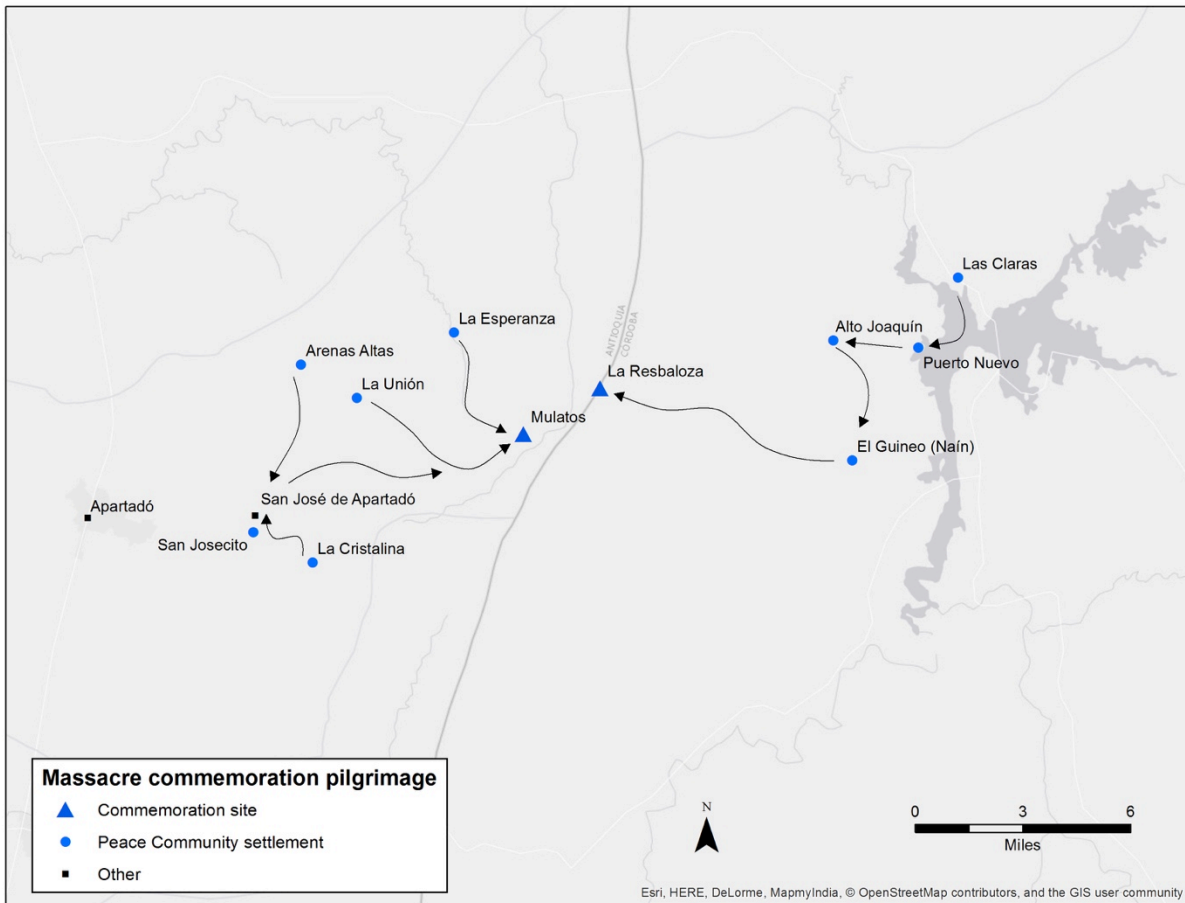 Las Claras
La Esperanza
Alto Joaquín
ANTIOQUIA
CORDOBA
Arenas Altas
Puerto Nuevo
La Unión
La Resbaloza
Mulatos
El Guineo (Naín)
San José de Apartadó
Apartadó
San Josecito
La Cristalina
Massacre commemoration pilgrimage
Commemoration site
Peace Community settlement
Other
N
0 3 6
Miles
Esri, HERE, DeLorme, MapmyIndia, © OpenStreetMap contributors, and the GIS user community